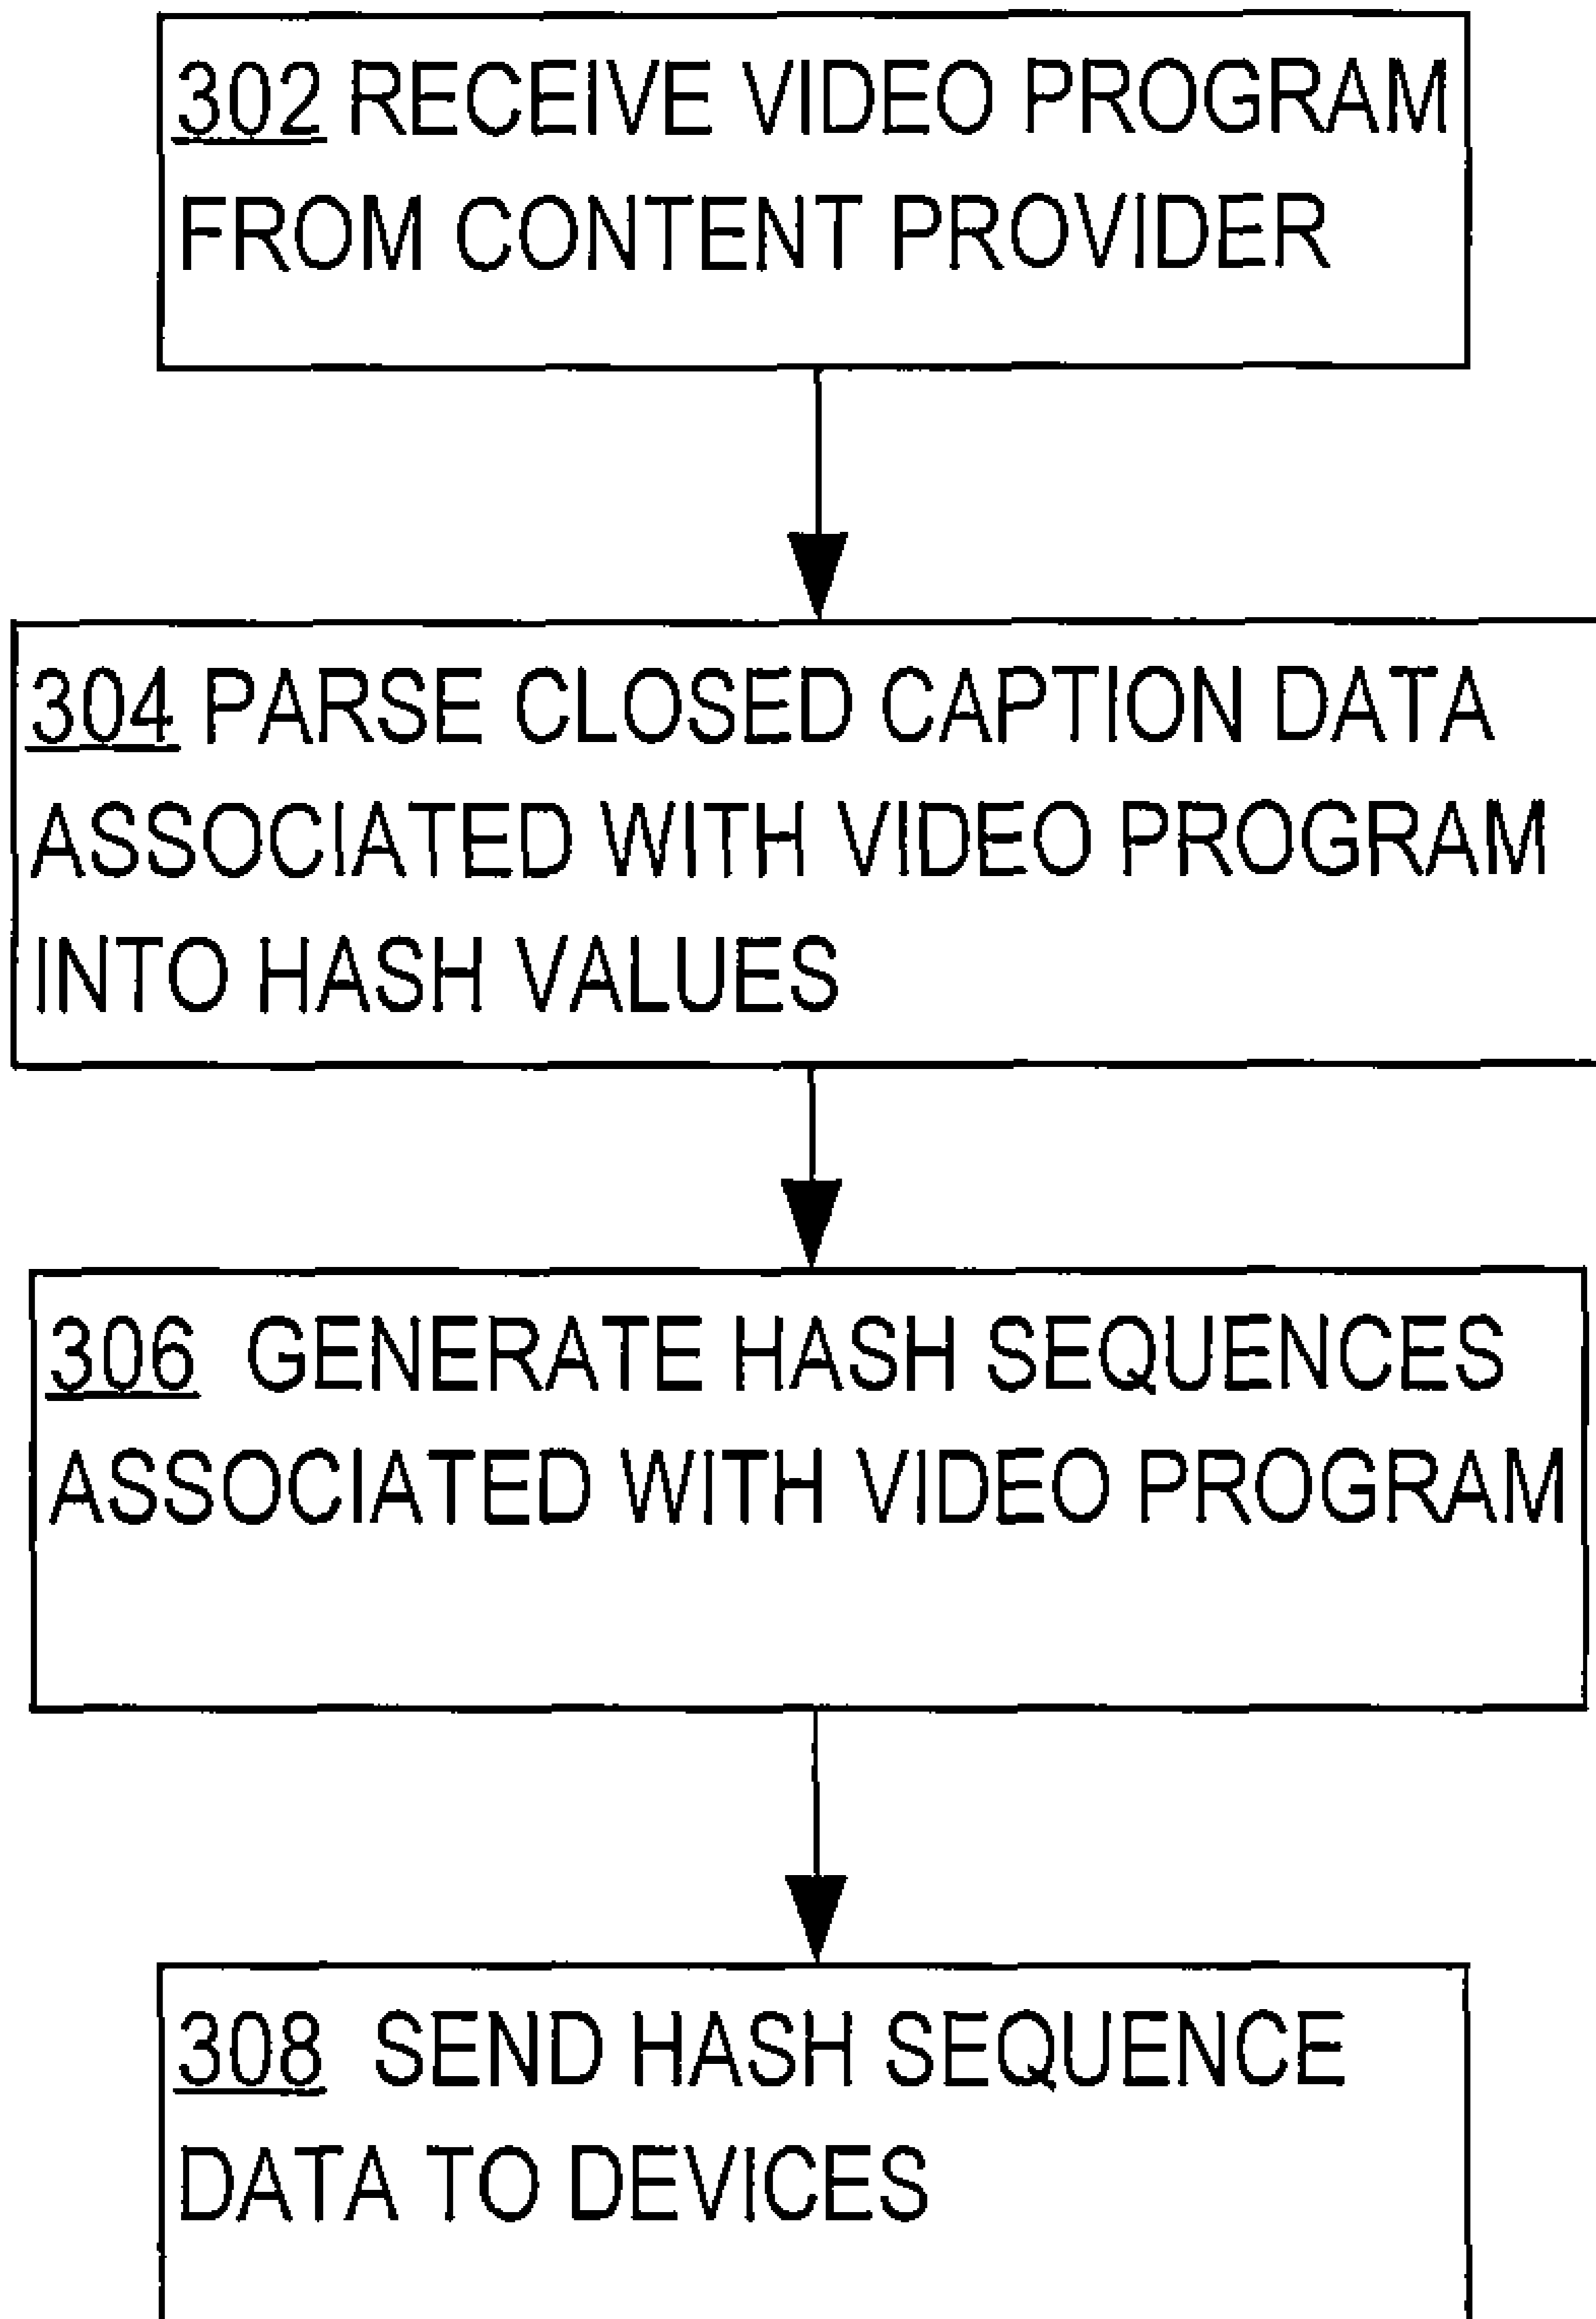 302 RECEIVE VIDEO PROGRAM
FROM CONTENT PROVIDER
304 PARSE CLOSED CAPTION DATA
ASSOCIATED WITH VIDEO PROGRAM
INTO HASH VALUES
306 GENERATE HASH SEQUENCES
ASSOCIATED WITH VIDEO PROGRAM
308 SEND HASH SEQUENCE
DATA TO DEVICES